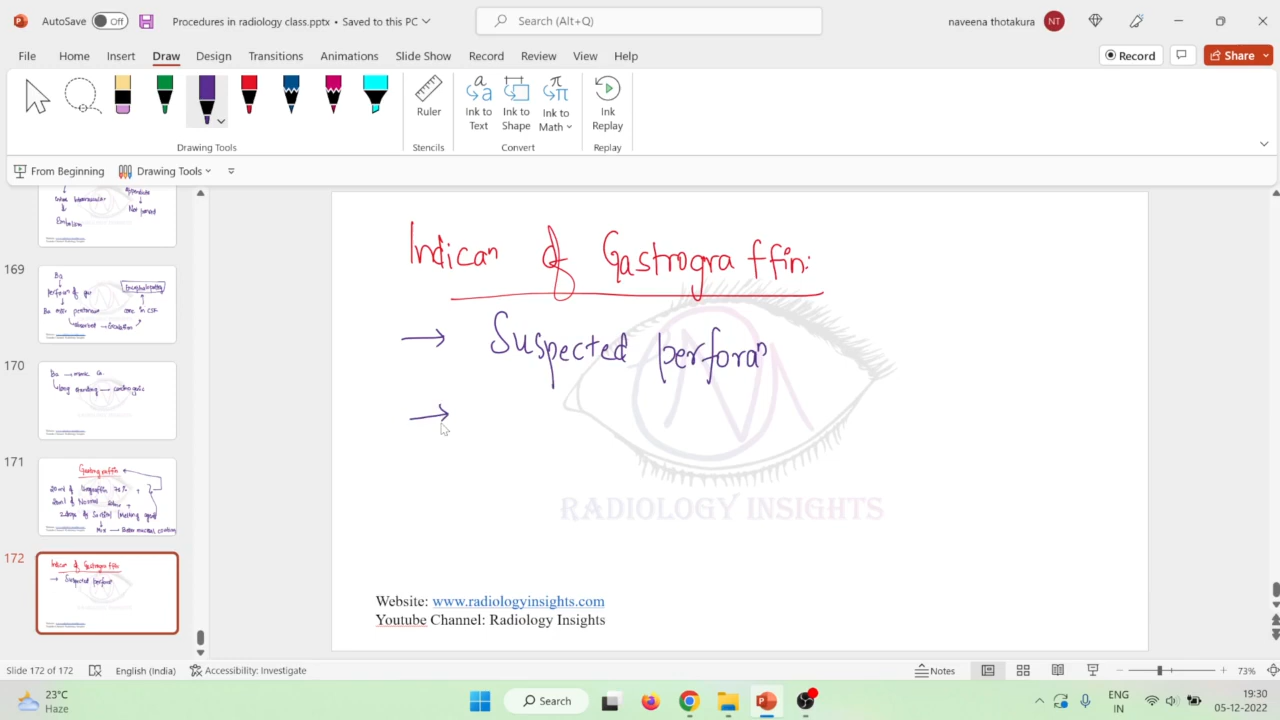 AutoSave Off Procedures in radiology class.pptx • Saved to this PC Search (Alt+Q) naveena thotakura NT
File Home Insert Draw Design Transitions Animations Slide Show Record Review View Help Record Share
Ruler Ink to Text Ink to Shape Ink to Math Ink Replay
Drawing Tools Stencils Convert Replay
From Beginning Drawing Tools
169
170
171
172
Gastrograffin
Indican of Gastrograffin:
→ Suspected perforan
→
RADIOLOGY INSIGHTS
Website: www.radiologyinsights.com
Youtube Channel: Radiology Insights
Slide 172 of 172 English (India) Accessibility: Investigate Notes 73%
23°C
Haze
Search
ENG
IN
19:30
05-12-2022